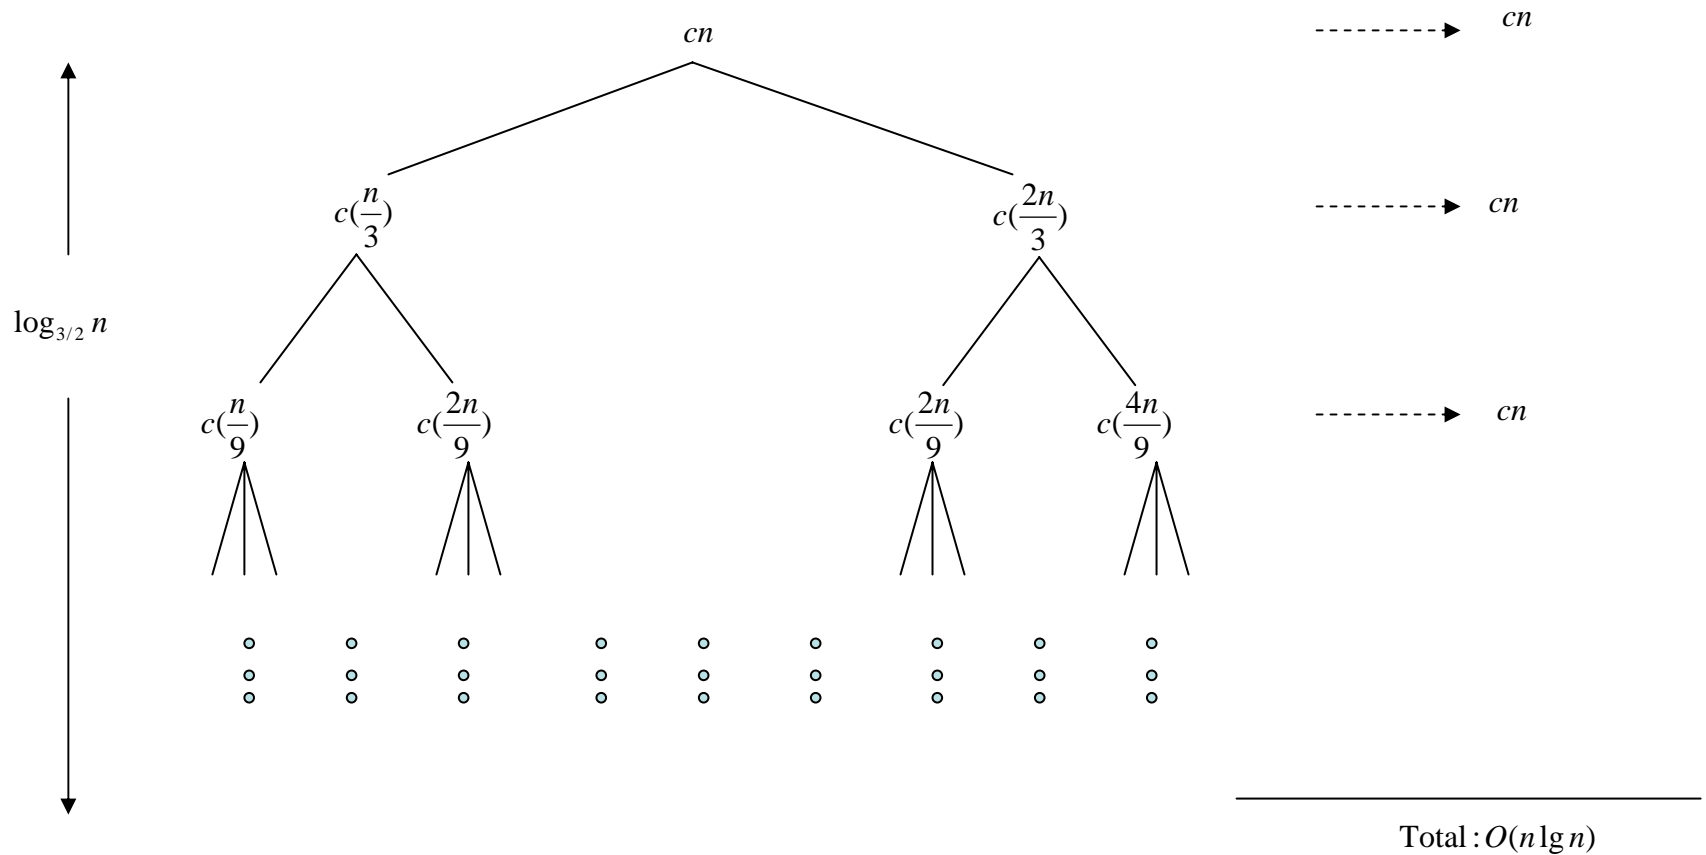 cn
cn
c(n/3)
c(2n/3)
cn
log_{3/2} n
c(n/9)
c(2n/9)
c(2n/9)
c(4n/9)
cn
Total : O(n lg n)